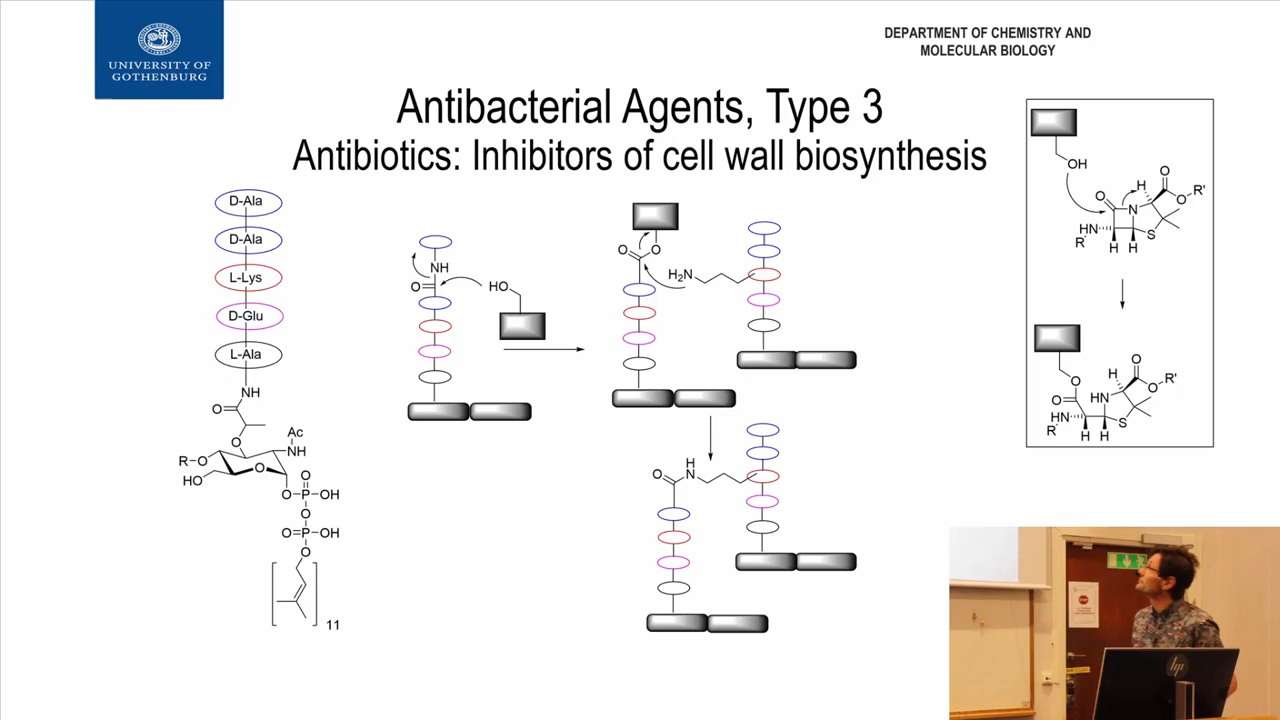 UNIVERSITY OF
GOTHENBURG
DEPARTMENT OF CHEMISTRY AND
MOLECULAR BIOLOGY
Antibacterial Agents, Type 3
Antibiotics: Inhibitors of cell wall biosynthesis
D-Ala
D-Ala
L-Lys
D-Glu
L-Ala
NH
O
O
Ac
NH
R-O
HO
O
O
O-P-OH
O
O=P-OH
O
11
NH
O
HO
O
O
H2N
O
H
N
OH
O
H
N
O
O
R'
HN
R
S
H
H
O
O
H
O
R'
HN
O
HN
R
S
H
H
STOP
hp